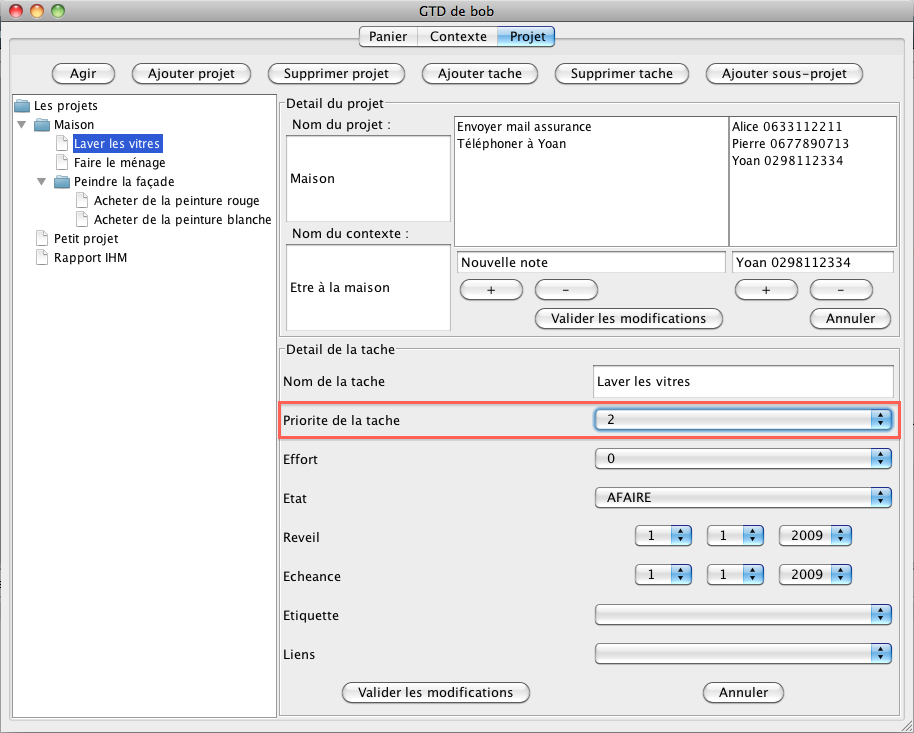 GTD de bob
Panier Contexte Projet
Agir Ajouter projet Supprimer projet Ajouter tache Supprimer tache Ajouter sous-projet
Les projets
Maison
Laver les vitres
Faire le ménage
Peindre la façade
Acheter de la peinture rouge
Acheter de la peinture blanche
Petit projet
Rapport IHM
Detail du projet
Nom du projet :
Maison
Nom du contexte :
Etre à la maison
Envoyer mail assurance
Téléphoner à Yoan
Nouvelle note
+ -
Alice 0633112211
Pierre 0677890713
Yoan 0298112334
Yoan 0298112334
+ -
Valider les modifications Annuler
Detail de la tache
Nom de la tache Laver les vitres
Priorite de la tache 2
Effort 0
Etat AFAIRE
Reveil 1 1 2009
Echeance 1 1 2009
Etiquette
Liens
Valider les modifications Annuler